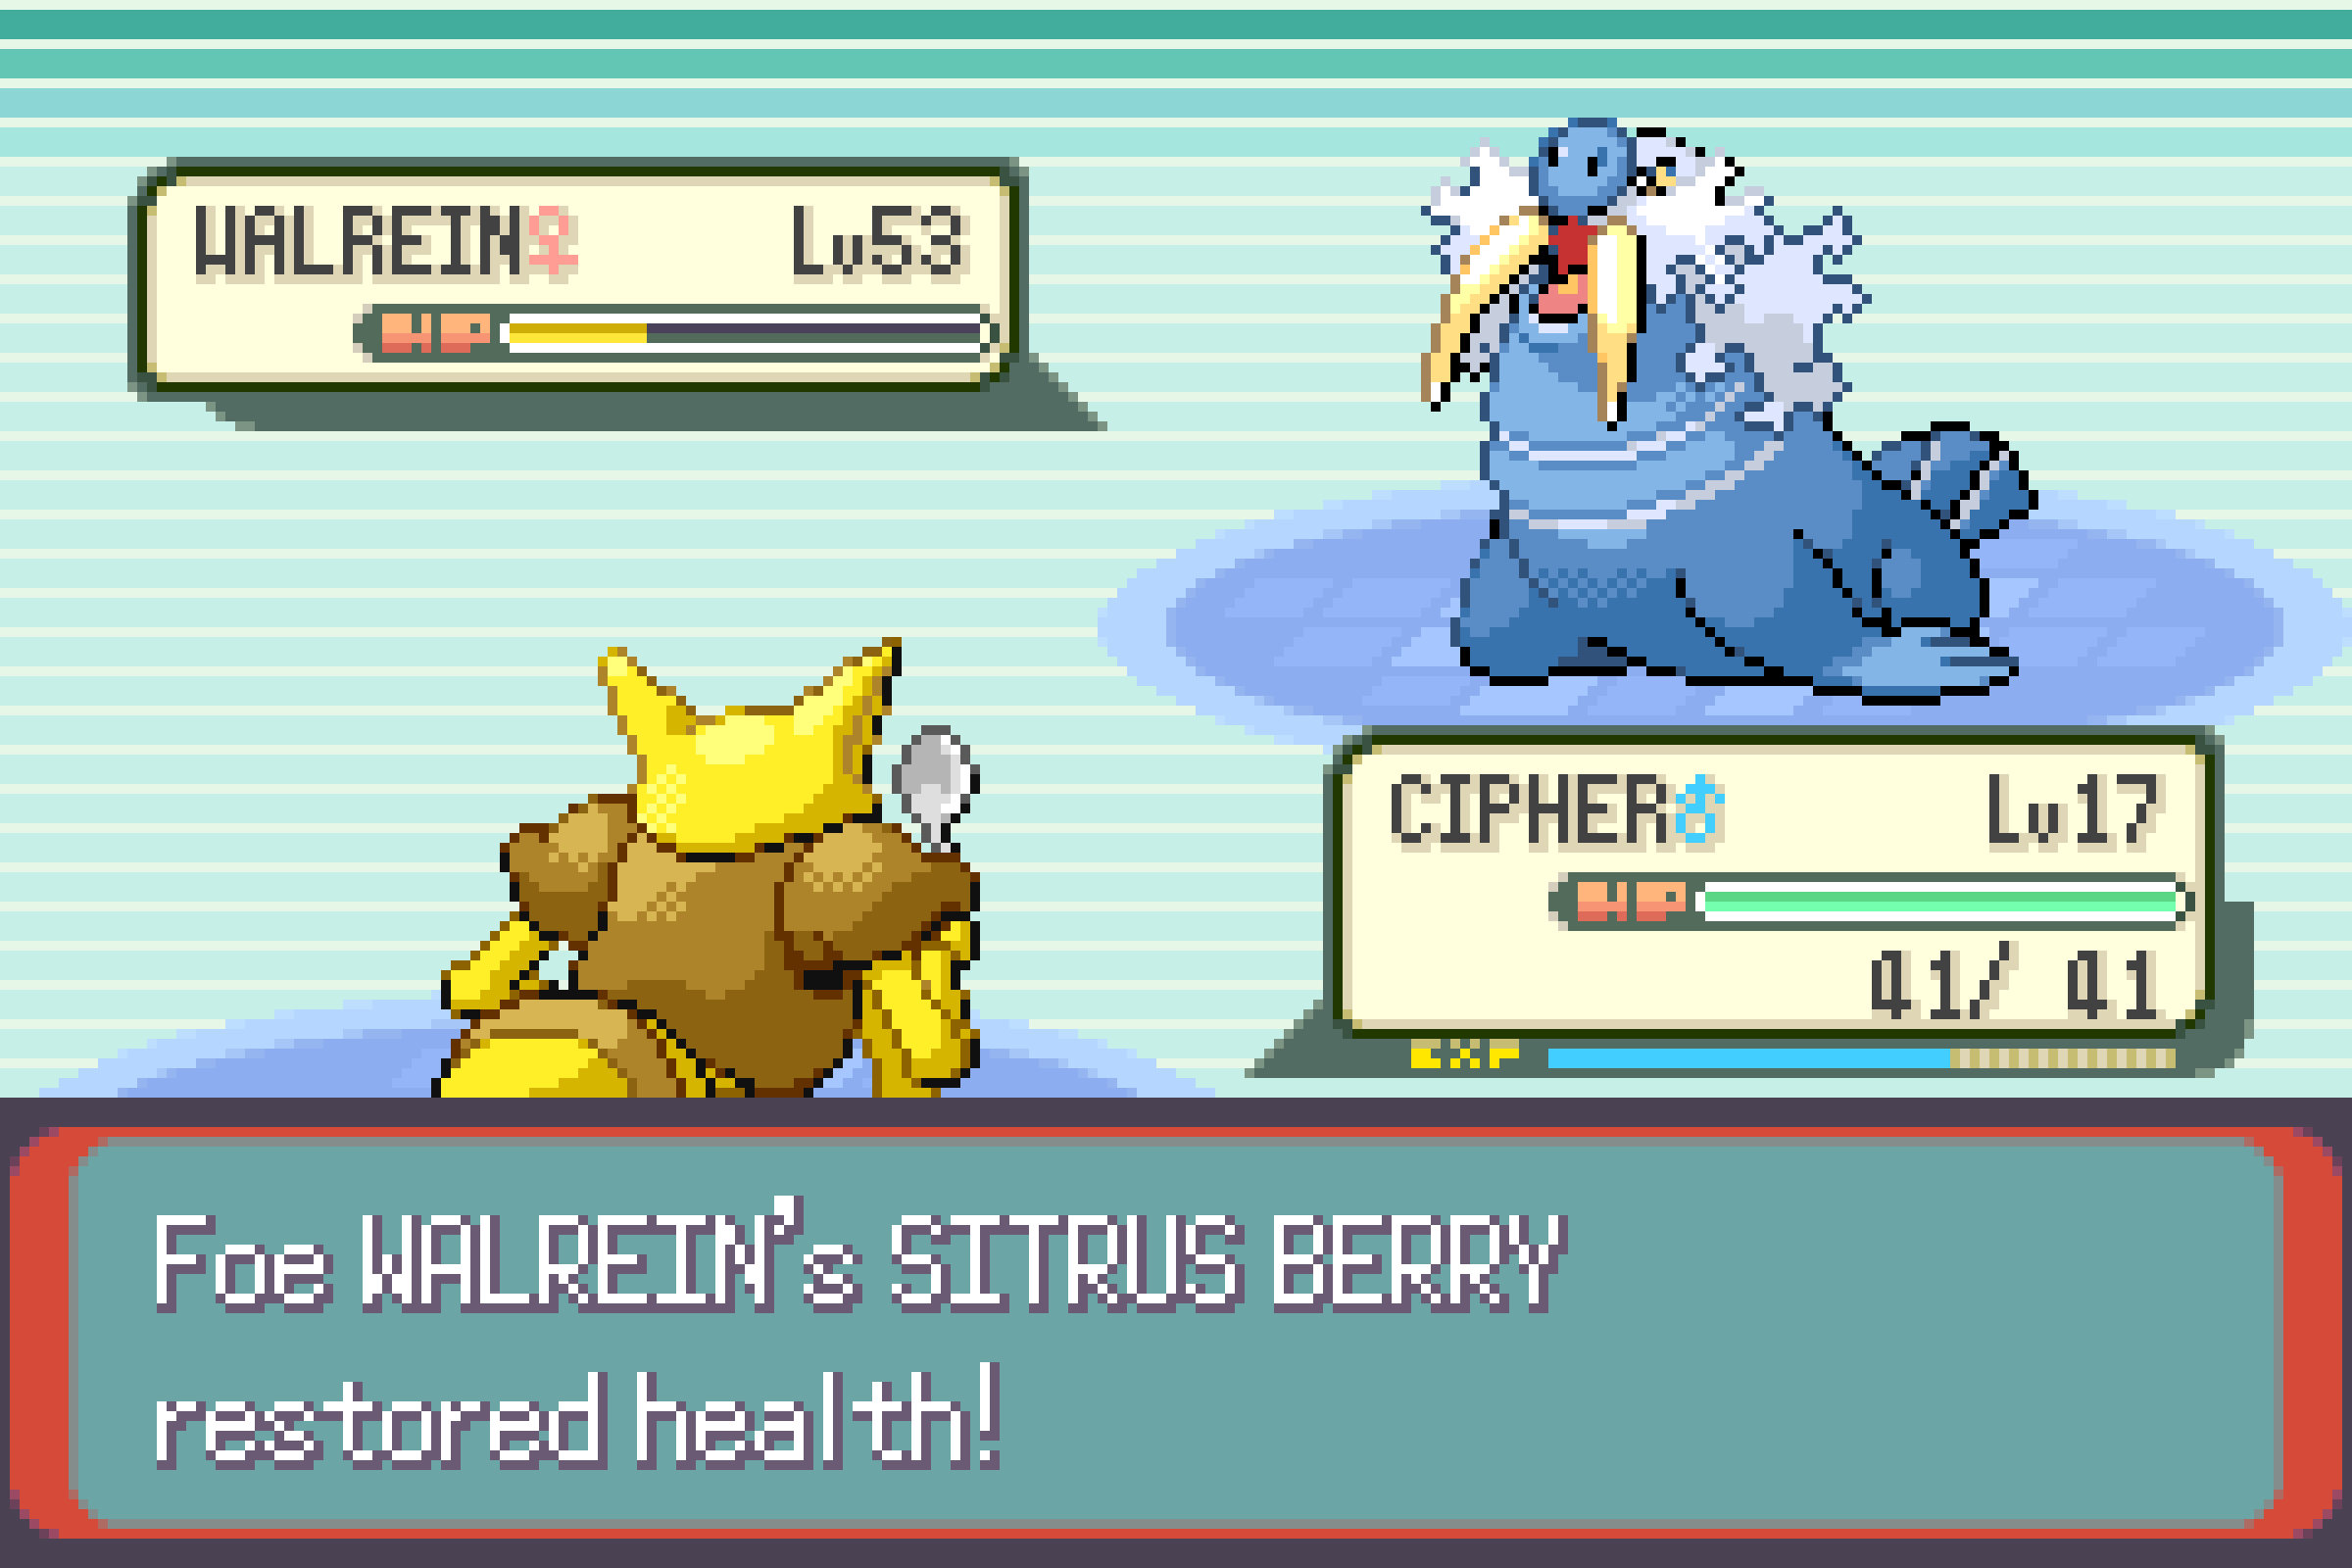 WALREIN♀ Lv53
HP
CIPHER♂ Lv17
HP
41/ 41
EXP
Foe WALREIN's SITRUS BERRY
restored health!